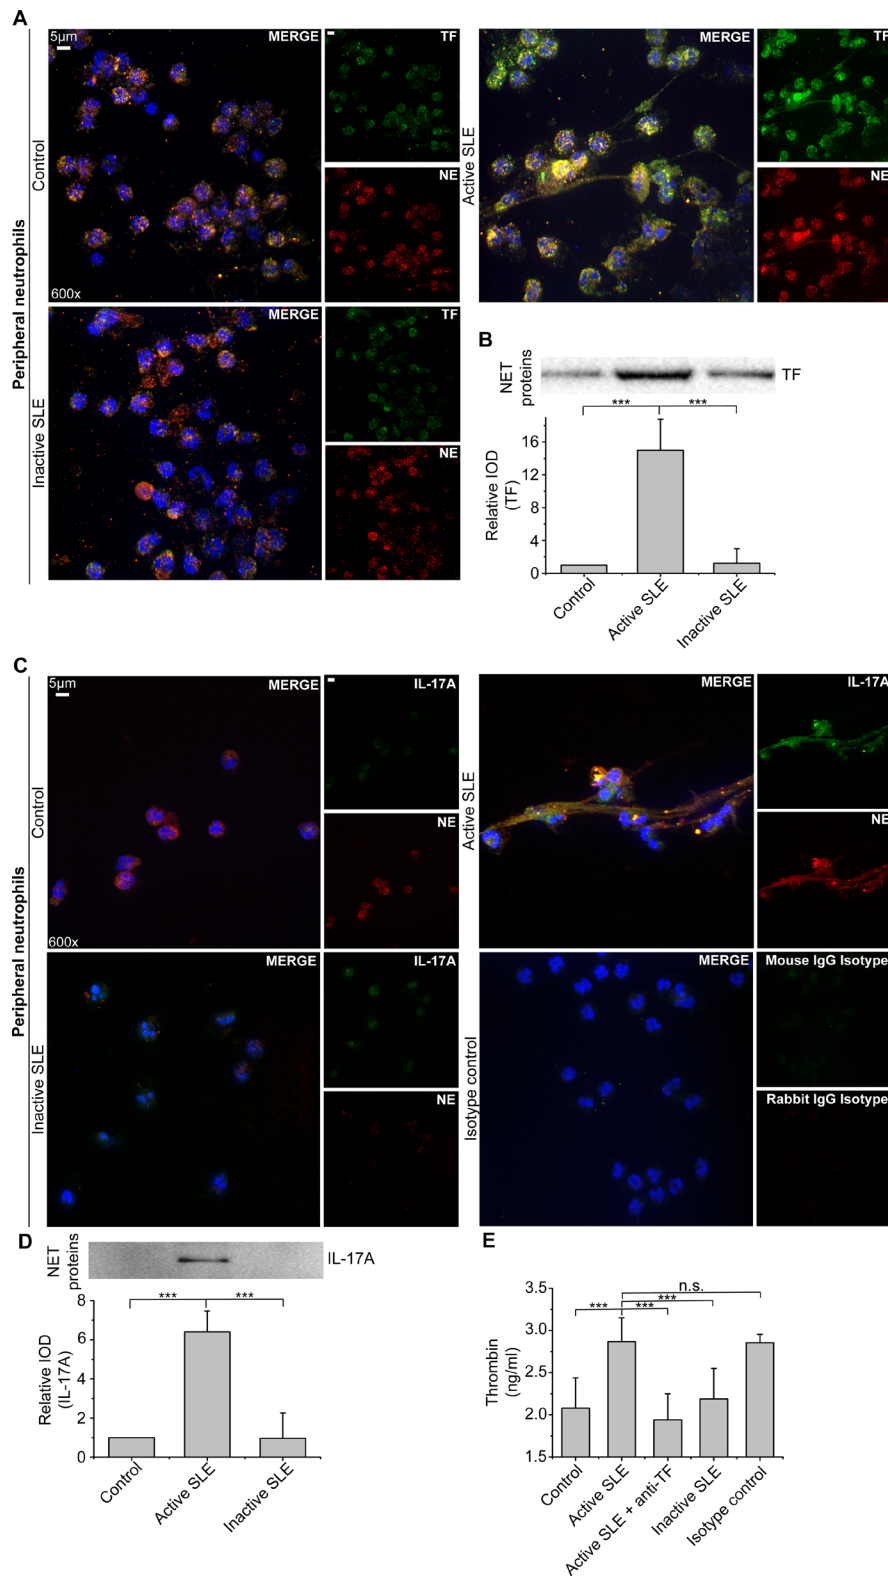 A
5μm
MERGE
TF
NE
Control
600x
MERGE
TF
NE
Active SLE
Peripheral neutrophils
MERGE
TF
NE
Inactive SLE
B
NET
proteins
TF
***
***
16
12
8
4
0
Relative IOD
(TF)
Control
Active SLE
Inactive SLE
C
5μm
MERGE
IL-17A
NE
Control
600x
MERGE
IL-17A
NE
Active SLE
Peripheral neutrophils
MERGE
IL-17A
NE
Inactive SLE
MERGE
Mouse IgG Isotype
Rabbit IgG Isotype
Isotype control
D
NET
proteins
IL-17A
***
***
8
6
4
2
0
Relative IOD
(IL-17A)
Control
Active SLE
Inactive SLE
E
n.s.
***
***
***
3.5
3.0
2.5
2.0
1.5
Thrombin
(ng/ml)
Control
Active SLE
Active SLE + anti-TF
Inactive SLE
Isotype control